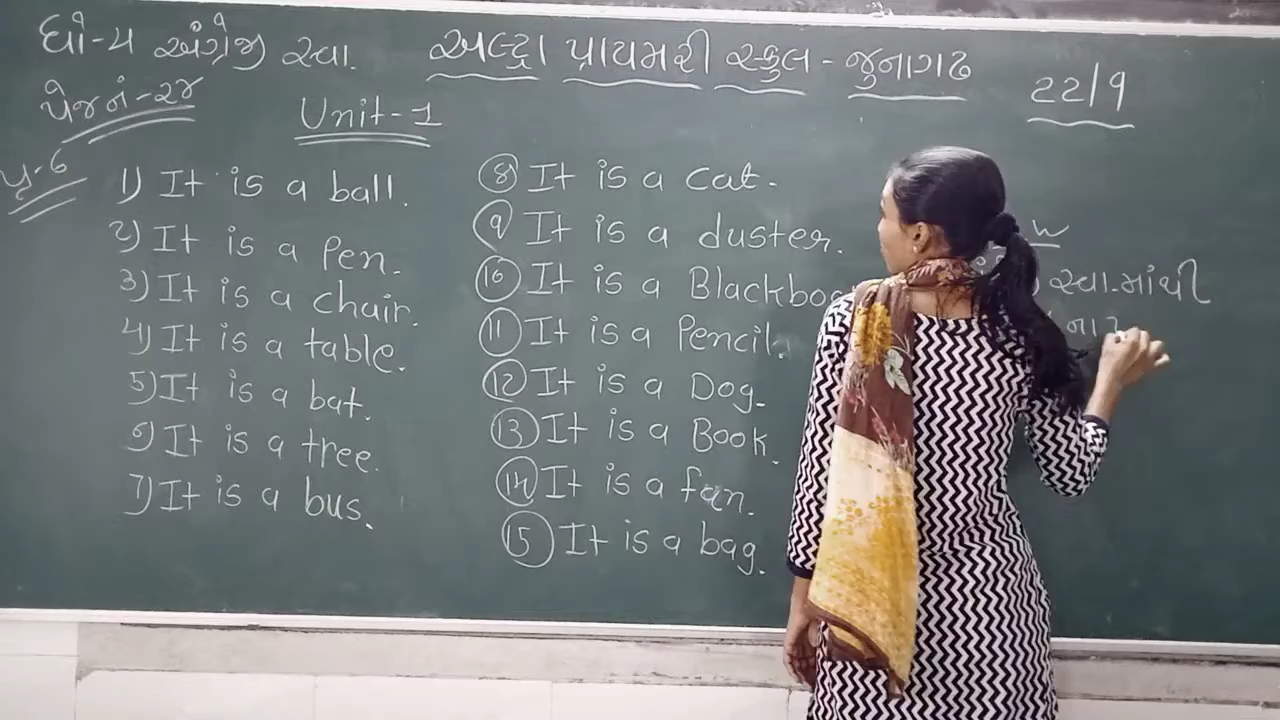 ધો-૫ અંગ્રેજી સ્વા.
અલ્ટ્રા પ્રાયમરી સ્કુલ - જુનાગઢ
22/9
પેજનં-૨૪
Unit-1
પ્ર-6
1) It is a ball.
2) It is a Pen.
3) It is a chair.
4) It is a table.
5) It is a bat.
6) It is a tree.
7) It is a bus.
8 It is a cat.
9 It is a duster.
10 It is a
11 It is a Pencil.
12 It is a Dog.
13 It is a Book.
14 It is a fan.
15 It is a bag.
w
સ્વા.માંથી